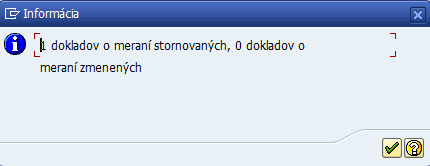 Informácia
1 dokladov o meraní stornovaných, 0 dokladov o
meraní zmenených